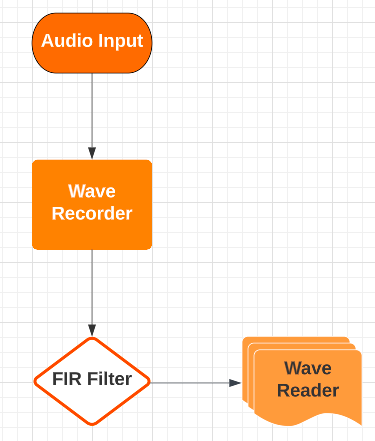 Audio Input
Wave
Recorder
FIR Filter
Wave
Reader